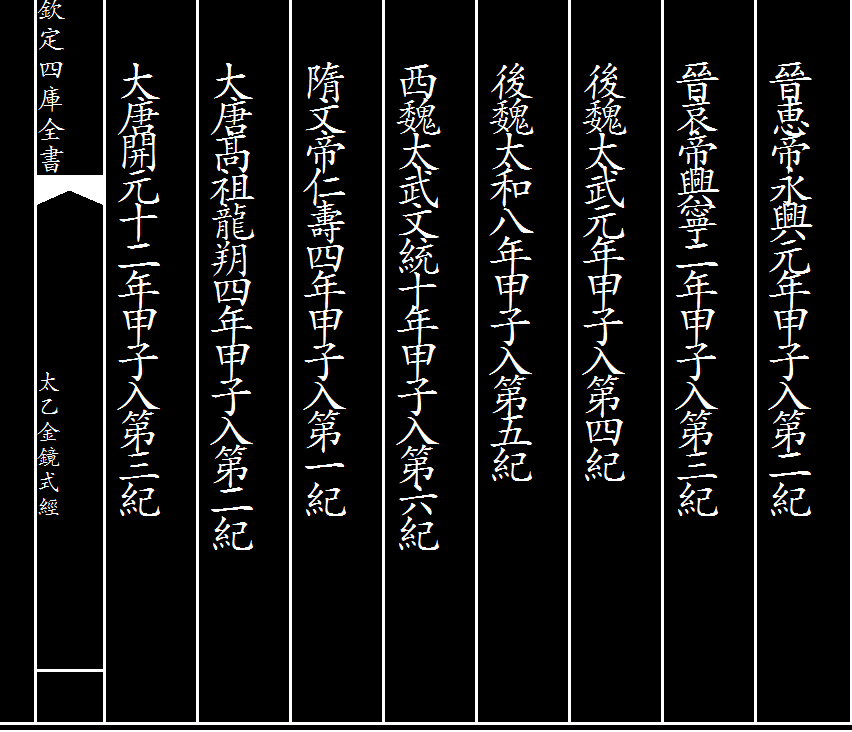 晉惠帝永興元年甲子入第二紀
晉哀帝興寧二年甲子入第三紀
後魏太武元年甲子入第四紀
後魏太和八年甲子入第五紀
西魏太武文統十年甲子入第六紀
隋文帝仁壽四年甲子入第一紀
大唐髙祖龍朔四年甲子入第二紀
大唐開元十二年甲子入第三紀
欽定四庫全書
太乙金鏡式經